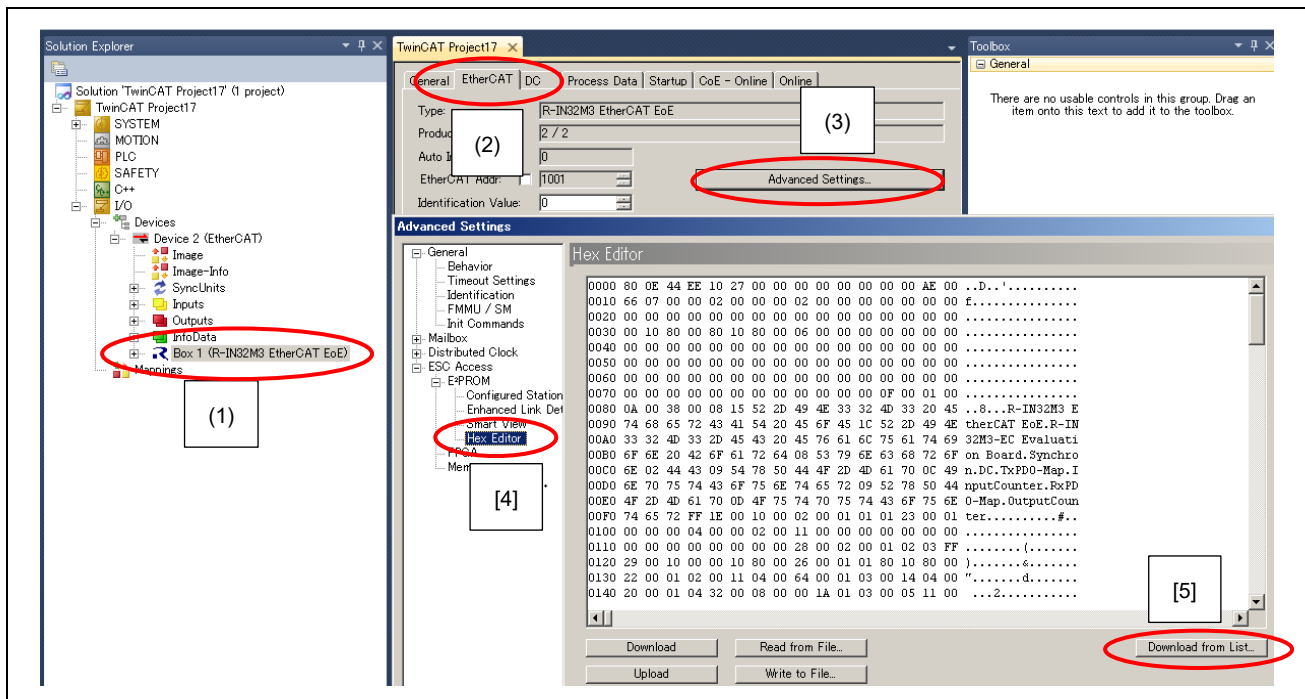 Solution Explorer
Solution 'TwinCAT Project17' (1 project)
TwinCAT Project17
SYSTEM
MOTION
PLC
SAFETY
C++
I/O
Devices
Device 2 (EtherCAT)
Image
Image-Info
SyncUnits
Inputs
Outputs
InfoData
Box 1 (R-IN32M3 EtherCAT EoE)
Mappings
(1)
TwinCAT Project17
General EtherCAT DC Process Data Startup CoE - Online Online
Type: R-IN32M3 EtherCAT EoE
2 / 2
Auto 0
EtherCAT Addr: 1001
Identification Value: 0
Advanced Settings...
(2)
(3)
Toolbox
General
There are no usable controls in this group. Drag an
item onto this text to add it to the toolbox.
Advanced Settings
General
Behavior
Timeout Settings
Identification
FMMU / SM
Init Commands
Mailbox
Distributed Clock
ESC Access
E²PROM
Configured Station
Enhanced Link Det
Smart View
Hex Editor
FPGA
Mem
[4]
Hex Editor
0000 80 0E 44 EE 10 27 00 00 00 00 00 00 00 00 AE 00 ..D..'..........
0010 66 07 00 00 02 00 00 00 02 00 00 00 00 00 00 00 f...............
0020 00 00 00 00 00 00 00 00 00 00 00 00 00 00 00 00 ................
0030 00 10 80 00 80 10 80 00 06 00 00 00 00 00 00 00 ................
0040 00 00 00 00 00 00 00 00 00 00 00 00 00 00 00 00 ................
0050 00 00 00 00 00 00 00 00 00 00 00 00 00 00 00 00 ................
0060 00 00 00 00 00 00 00 00 00 00 00 00 00 00 00 00 ................
0070 00 00 00 00 00 00 00 00 00 00 00 00 0F 00 01 00 ................
0080 0A 00 38 00 08 15 52 2D 49 4E 33 32 4D 33 20 45 ..8...R-IN32M3 E
0090 74 68 65 72 43 41 54 20 45 6F 45 1C 52 2D 49 4E therCAT EoE.R-IN
00A0 33 32 4D 33 2D 45 43 20 45 76 61 6C 75 61 74 69 32M3-EC Evaluati
00B0 6F 6E 20 42 6F 61 72 64 08 53 79 6E 63 68 72 6F on Board.Synchro
00C0 6E 02 44 43 09 54 78 50 44 4F 2D 4D 61 70 0C 49 n.DC.TxPDO-Map.I
00D0 6E 70 75 74 43 6F 75 6E 74 65 72 09 52 78 50 44 nputCounter.RxPD
00E0 4F 2D 4D 61 70 0D 4F 75 74 70 75 74 43 6F 75 6E O-Map.OutputCoun
00F0 74 65 72 FF 1E 00 10 00 02 00 01 01 01 23 00 01 ter..........#..
0100 00 00 00 04 00 00 02 00 11 00 00 00 00 00 00 00 ................
0110 00 00 00 00 00 00 00 00 28 00 02 00 01 02 03 FF ........(.......
0120 29 00 10 00 00 10 80 00 26 00 01 01 80 10 80 00 ).......&.......
0130 22 00 01 02 00 11 04 00 64 00 01 03 00 14 04 00 ".......d.......
0140 20 00 01 04 32 00 08 00 00 1A 01 03 00 05 11 00 ...2...........
[5]
Download Read from File... Download from List...
Upload Write to File...